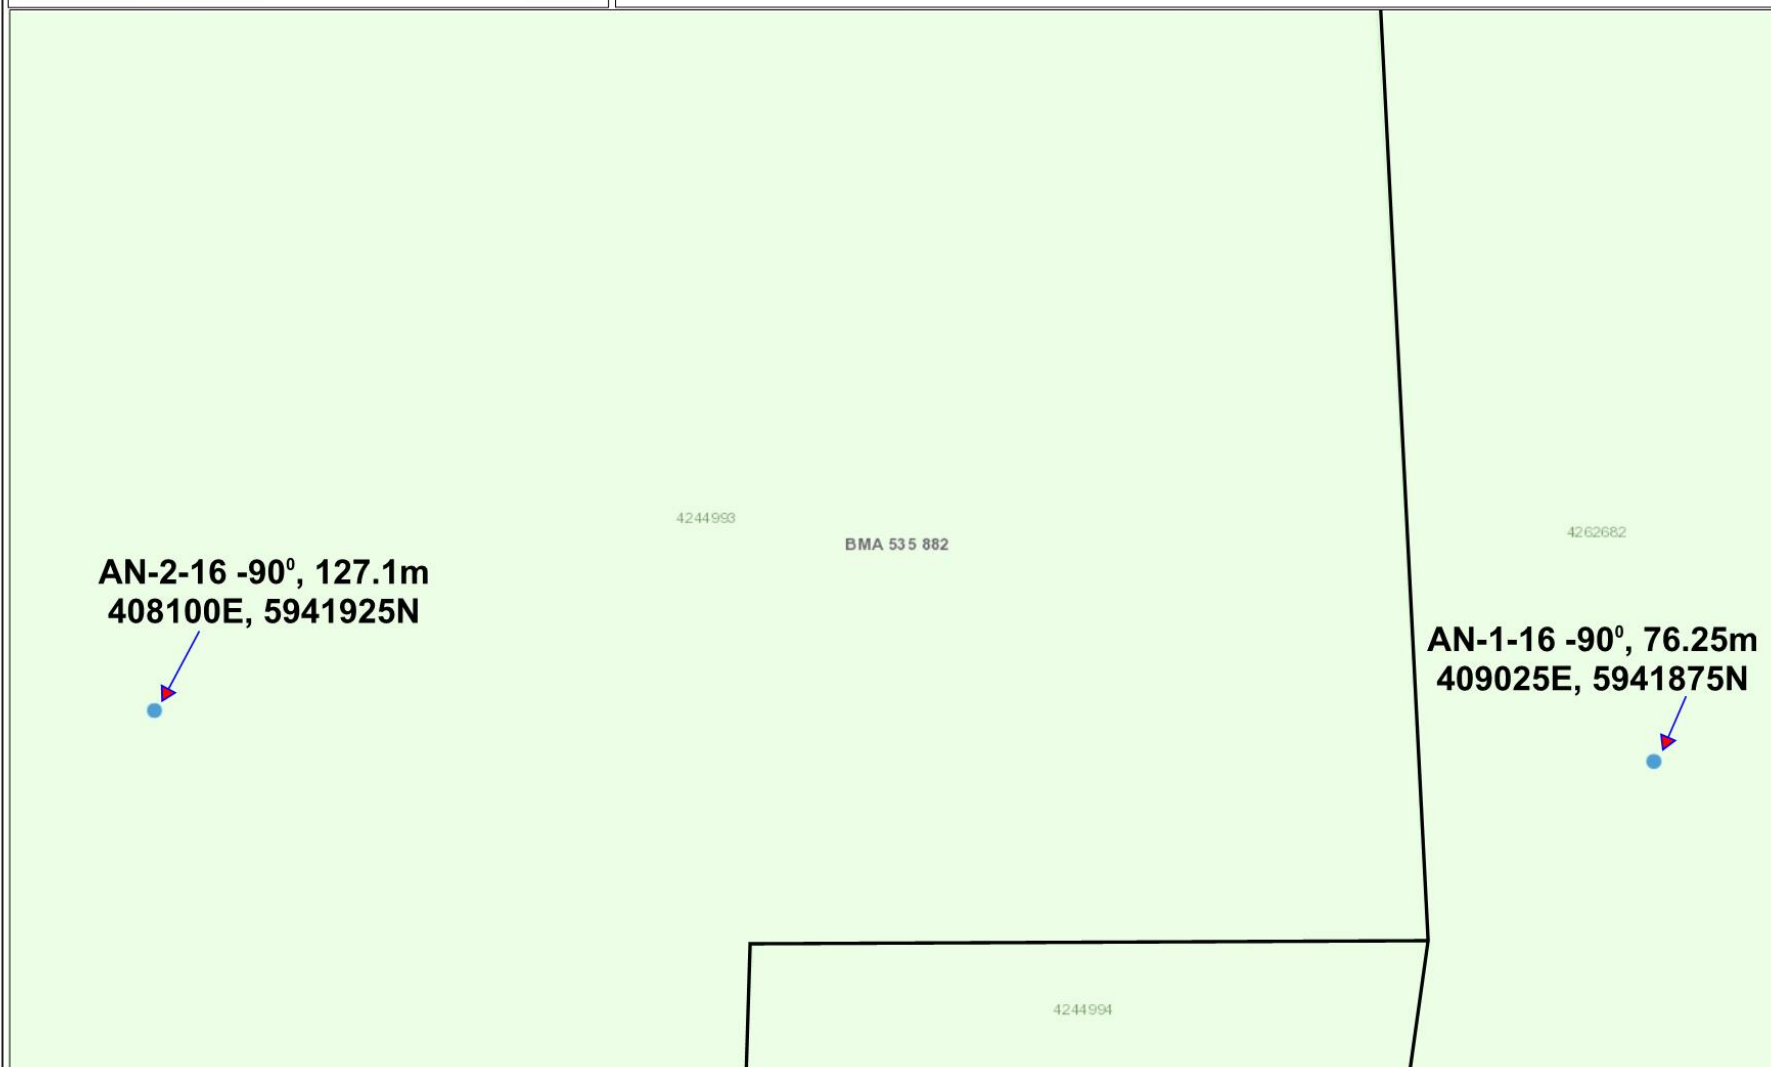 4244993
BMA 535 882
4262682
AN-2-16 -90⁰, 127.1m
408100E, 5941925N
AN-1-16 -90⁰, 76.25m
409025E, 5941875N
4244994